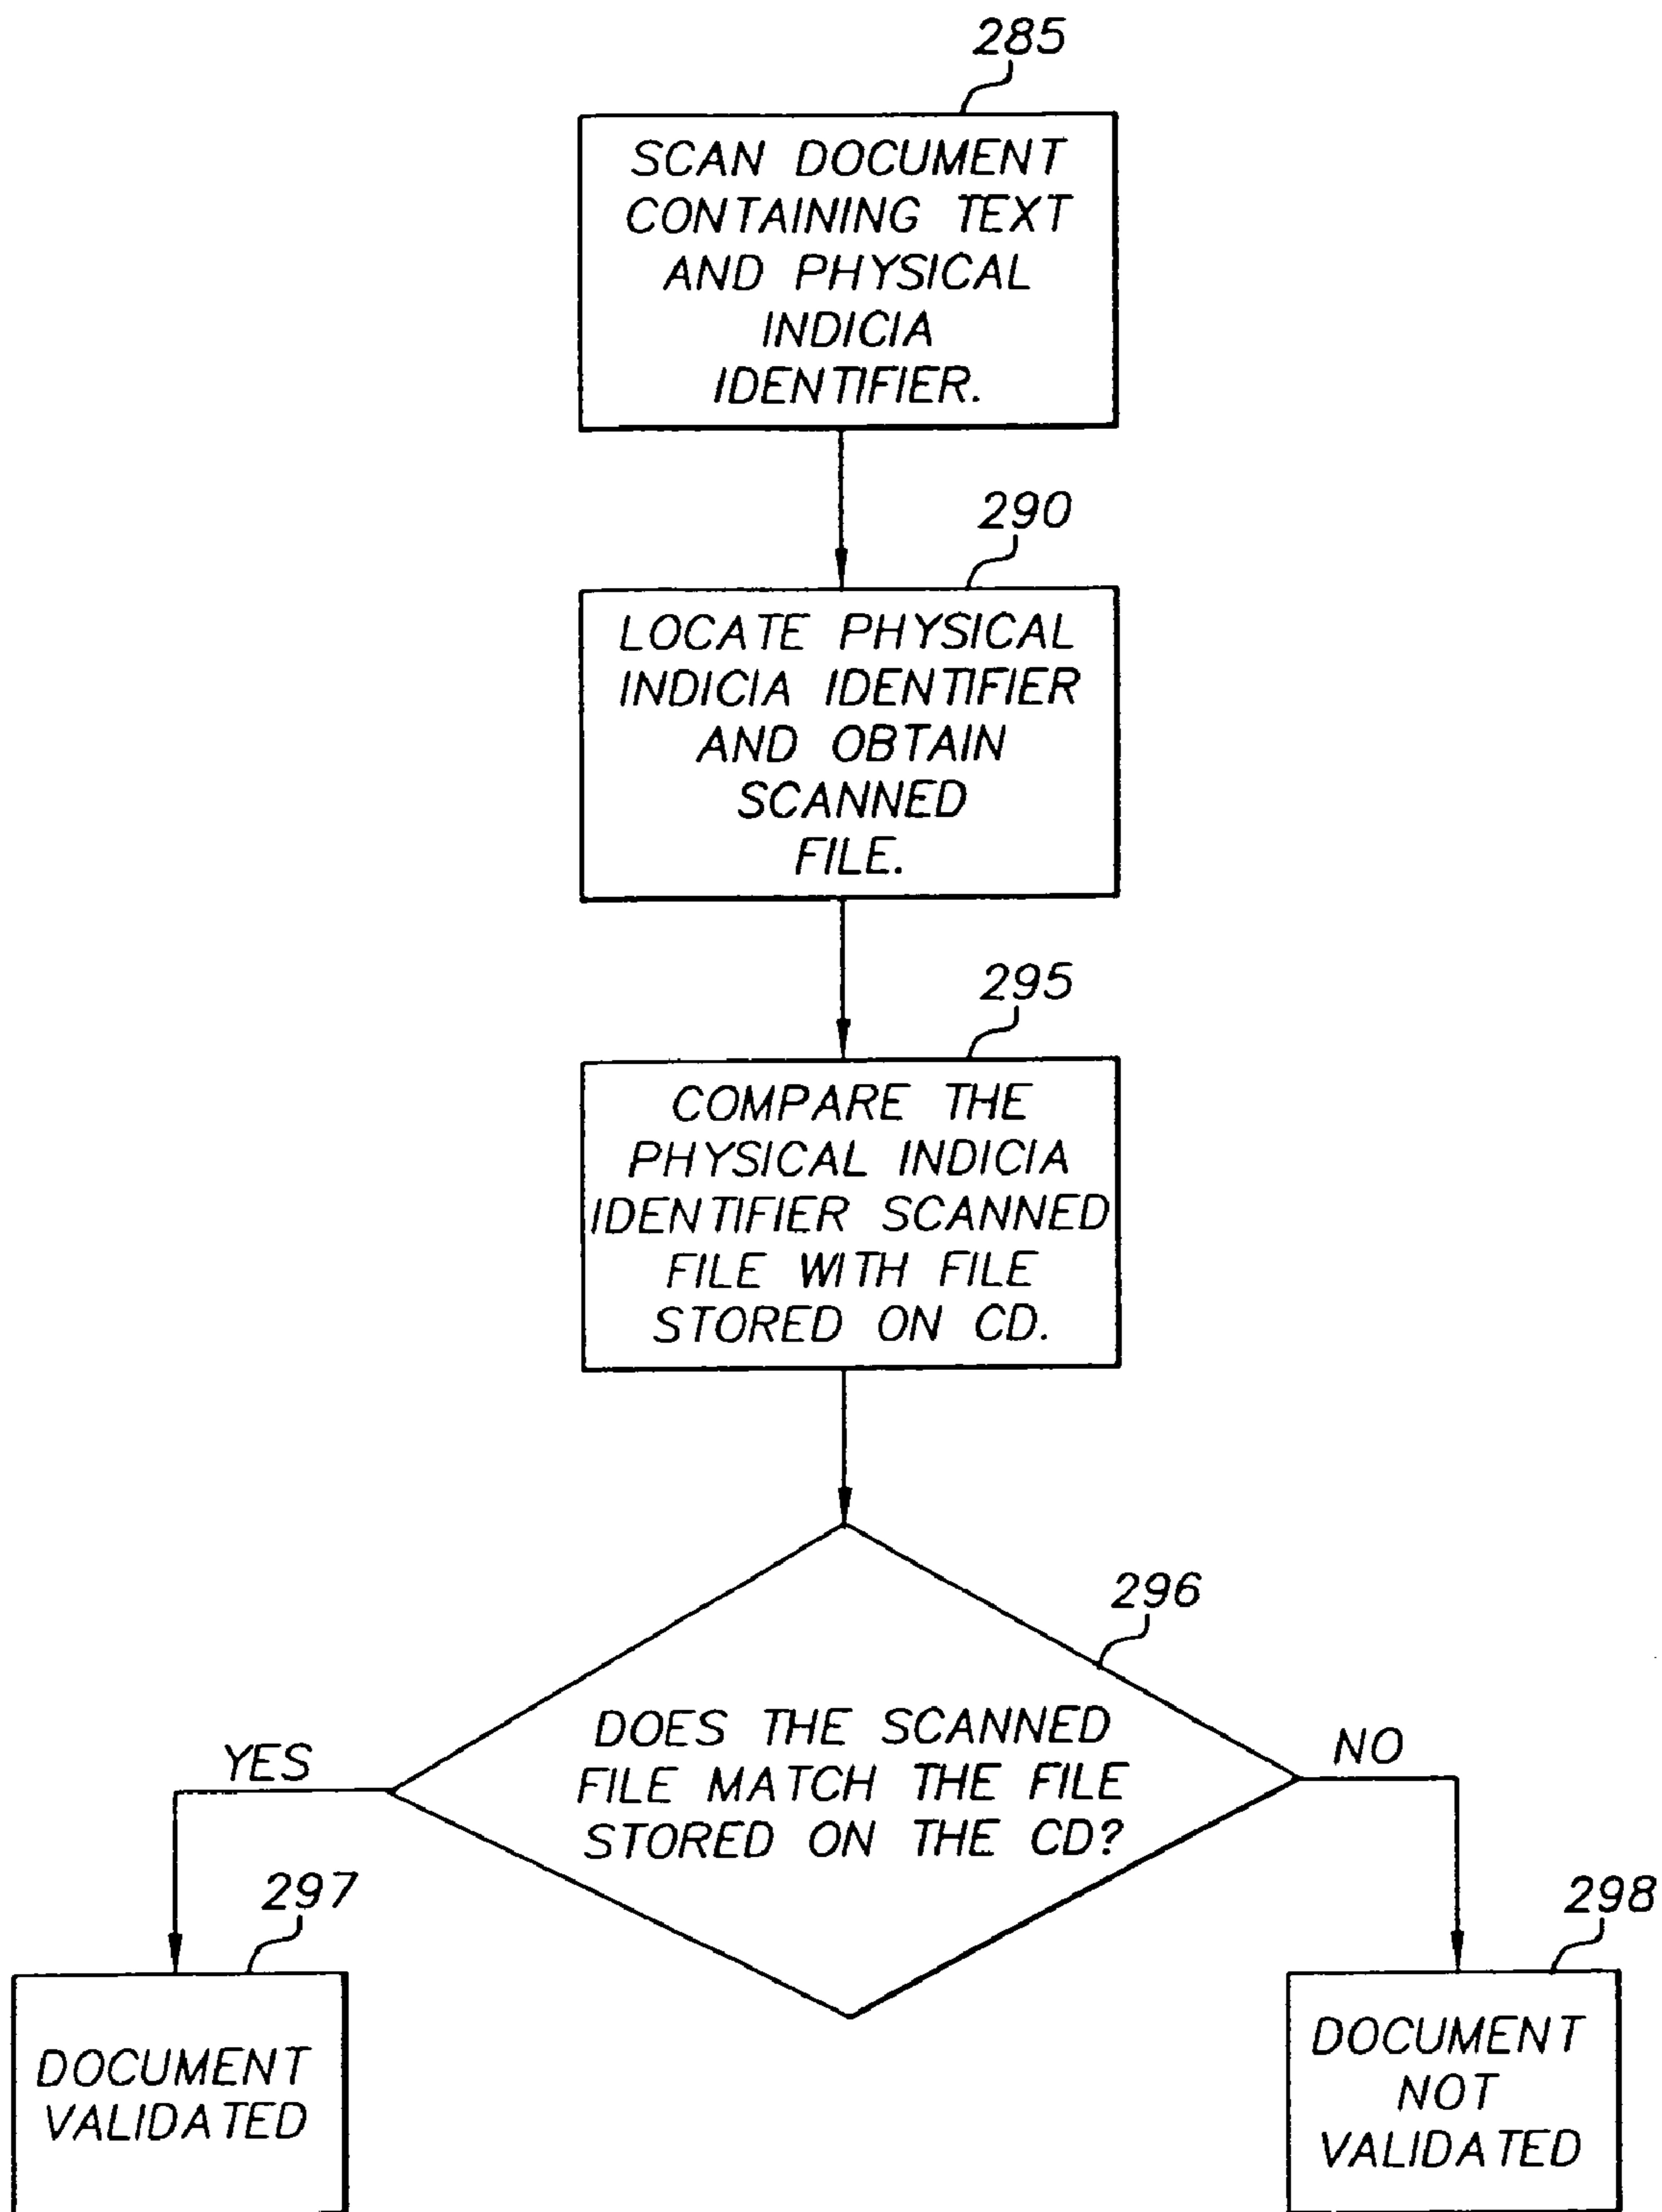 285
SCAN DOCUMENT
CONTAINING TEXT
AND PHYSICAL
INDICIA
IDENTIFIER.
290
LOCATE PHYSICAL
INDICIA IDENTIFIER
AND OBTAIN
SCANNED
FILE.
295
COMPARE THE
PHYSICAL INDICIA
IDENTIFIER SCANNED
FILE WITH FILE
STORED ON CD.
296
DOES THE SCANNED
FILE MATCH THE FILE
STORED ON THE CD?
YES
NO
297
DOCUMENT
VALIDATED
298
DOCUMENT
NOT
VALIDATED